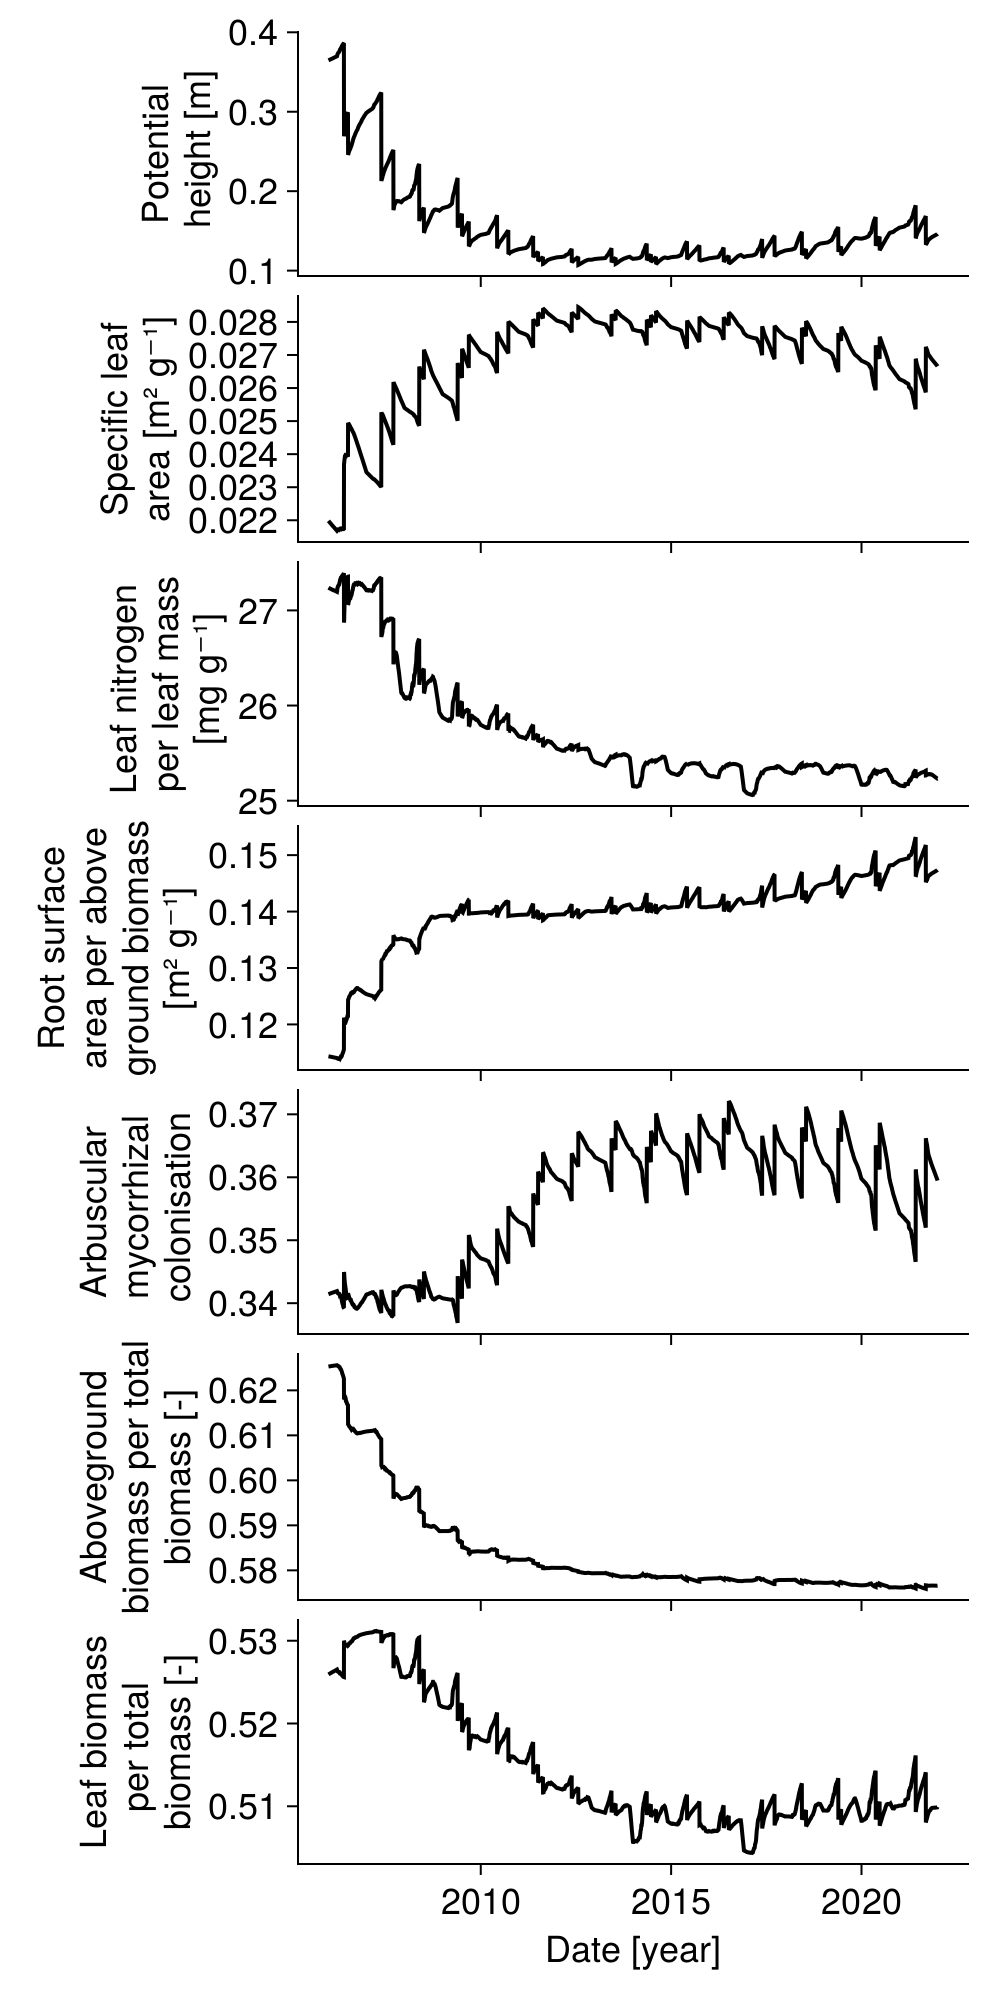 Potential
height [m]
0.4
0.3
0.2
0.1
Specific leaf
area [m² g⁻¹]
0.028
0.027
0.026
0.025
0.024
0.023
0.022
Leaf nitrogen
per leaf mass
[mg g⁻¹]
27
26
25
Root surface
area per above
ground biomass
[m² g⁻¹]
0.15
0.14
0.13
0.12
Arbuscular
mycorrhizal
colonisation
0.37
0.36
0.35
0.34
Aboveground
biomass per total
biomass [-]
0.62
0.61
0.60
0.59
0.58
Leaf biomass
per total
biomass [-]
0.53
0.52
0.51
2010 2015 2020
Date [year]